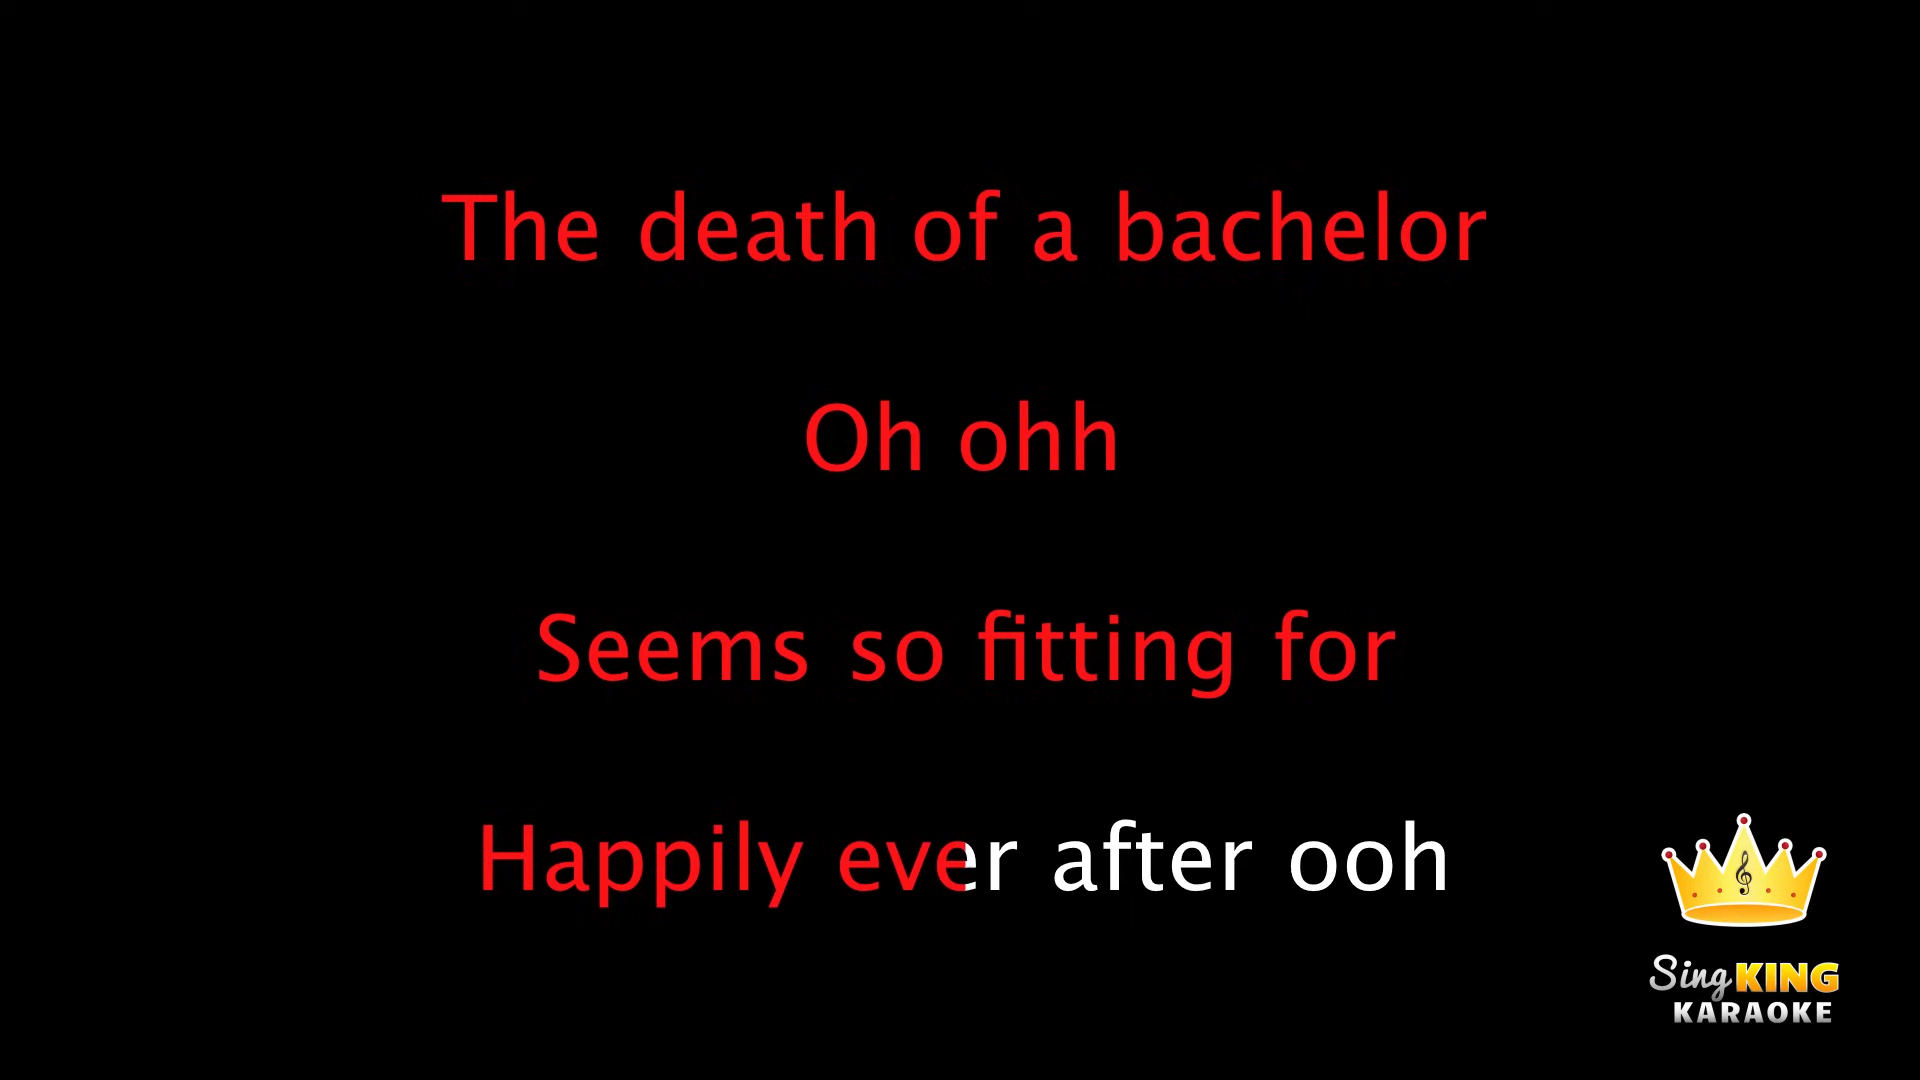 The death of a bachelor
Oh ohh
Seems so fitting for
Happily ever after ooh
Sing KING
KARAOKE